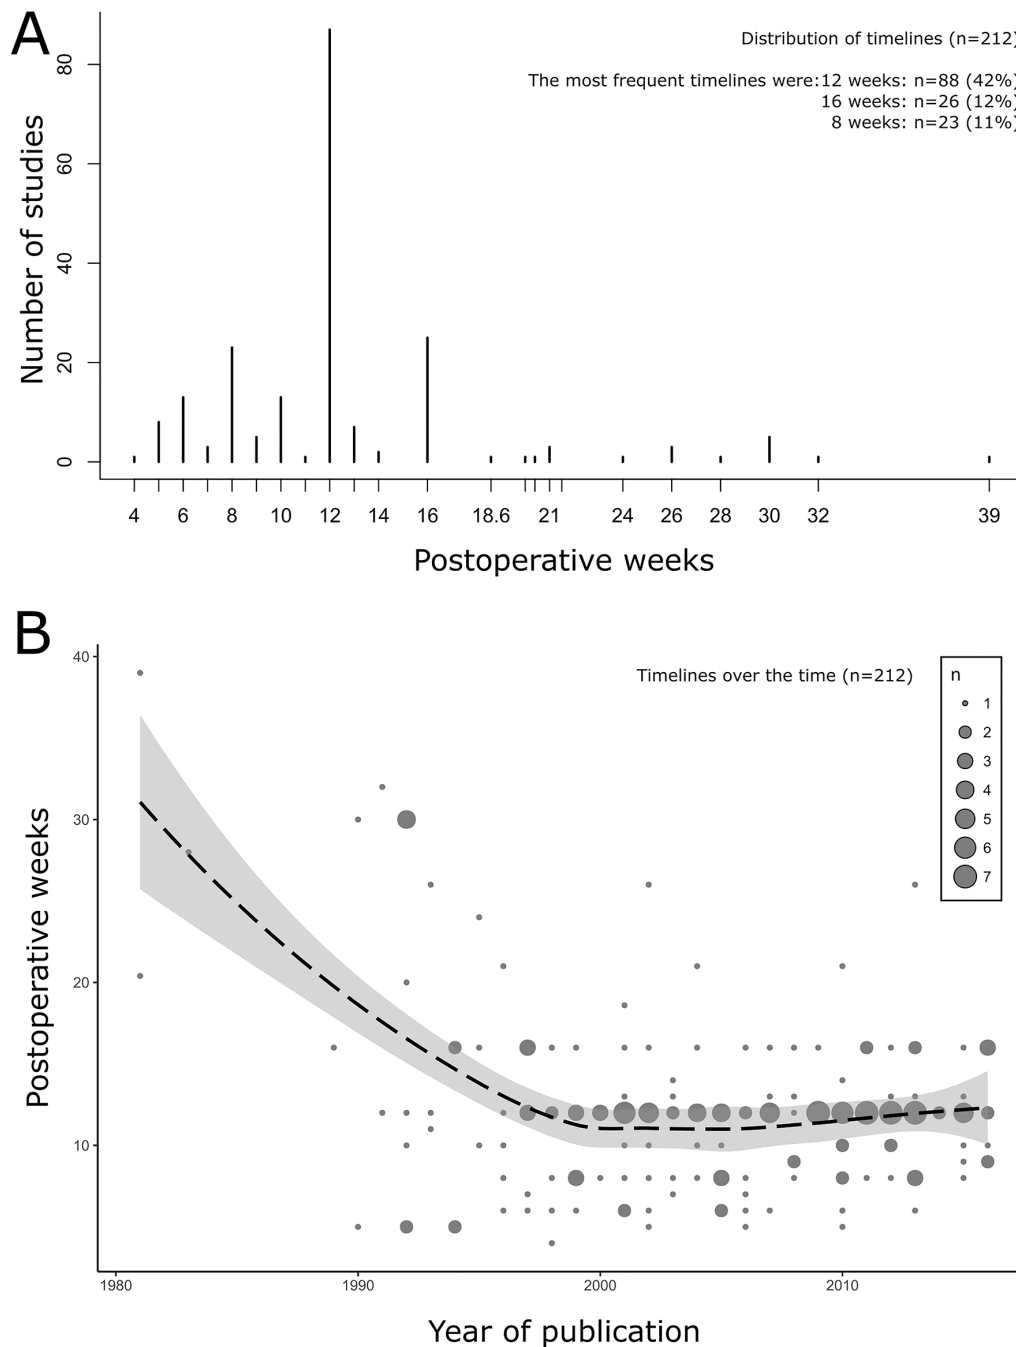 A
Distribution of timelines (n=212)
The most frequent timelines were:12 weeks: n=88 (42%)
16 weeks: n=26 (12%)
8 weeks: n=23 (11%)
Number of studies
80
60
40
20
0
4 6 8 10 12 14 16 18.6 21 24 26 28 30 32 39
Postoperative weeks
B
Timelines over the time (n=212)
n
1
2
3
4
5
6
7
Postoperative weeks
40
30
20
10
1980 1990 2000 2010
Year of publication